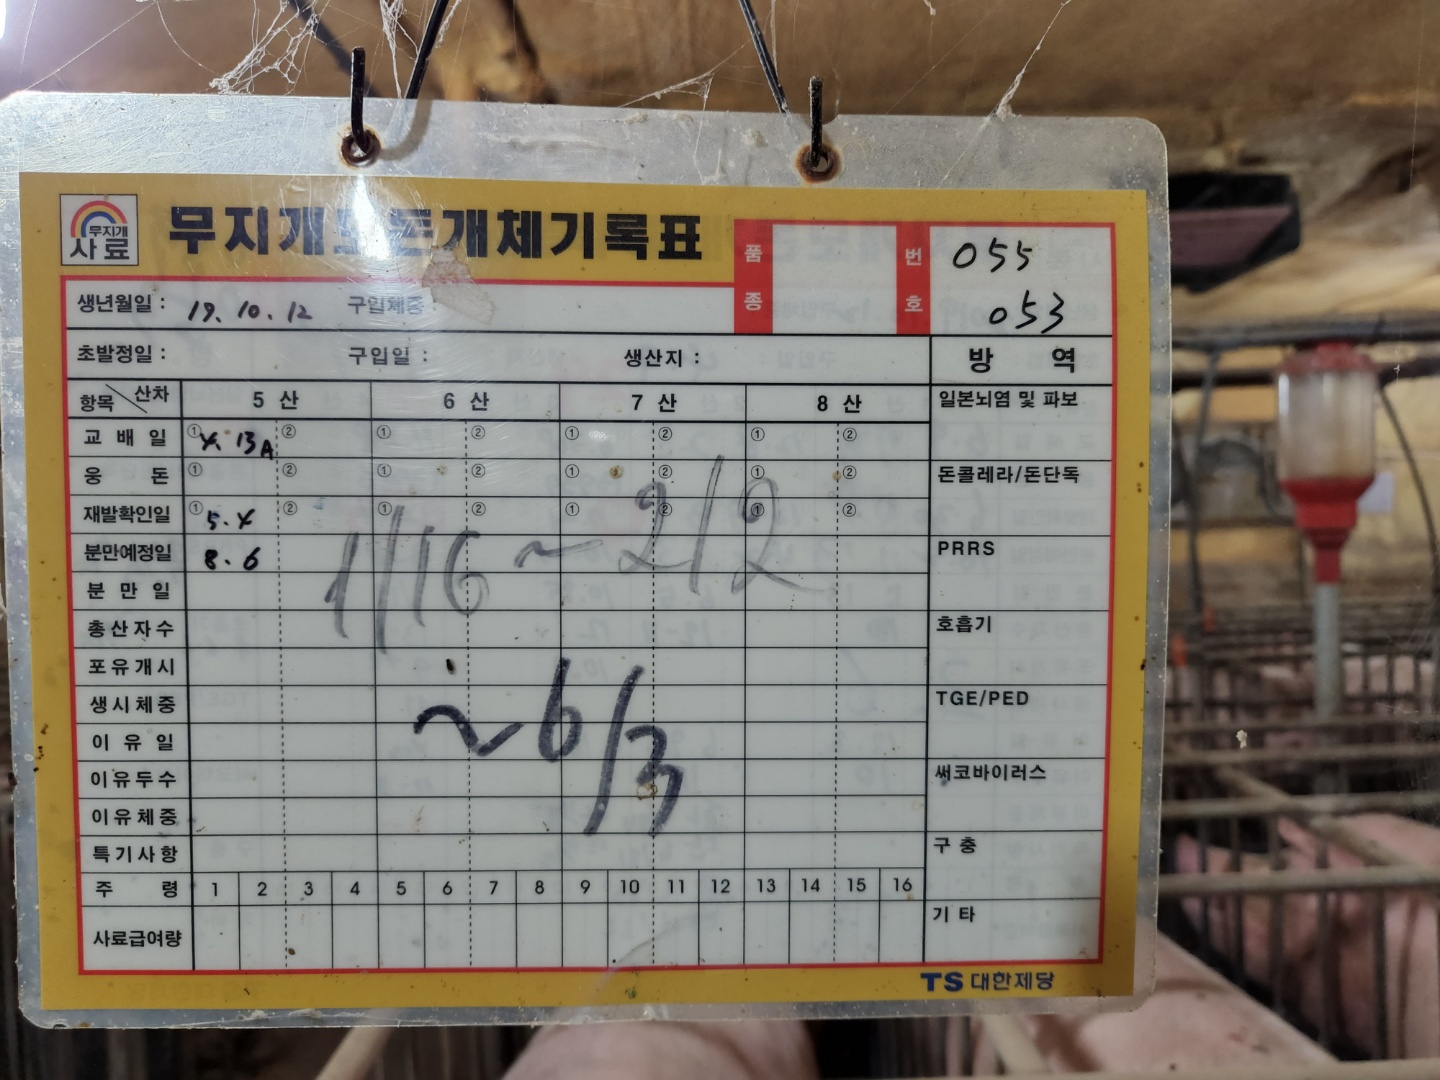 무지개
사료
무지개모돈개체기록표
품종
번호
055
053
생년월일 : 19. 10. 12 구입체중 :
초발정일 : 구입일 : 생산지 : 방 역
항목 산차 5 산 6 산 7 산 8 산 일본뇌염 및 파보
교 배 일 ① 4. 13 A ② ① ② ① ② ① ②
웅 돈 ① ② ① ② ① ② ① ② 돈콜레라/돈단독
재발확인일 ① 5. 4 ② ① ② ① ② ① ②
분만예정일 8. 6 PRRS
1/16 ~ 2/2
분 만 일
총산자수 호흡기
포유개시
생시체중 TGE/PED
~6/3
이 유 일
이유두수 써코바이러스
이유체중
특기사항 구 충
주 령 1 2 3 4 5 6 7 8 9 10 11 12 13 14 15 16
사료급여량 기 타
TS 대한제당